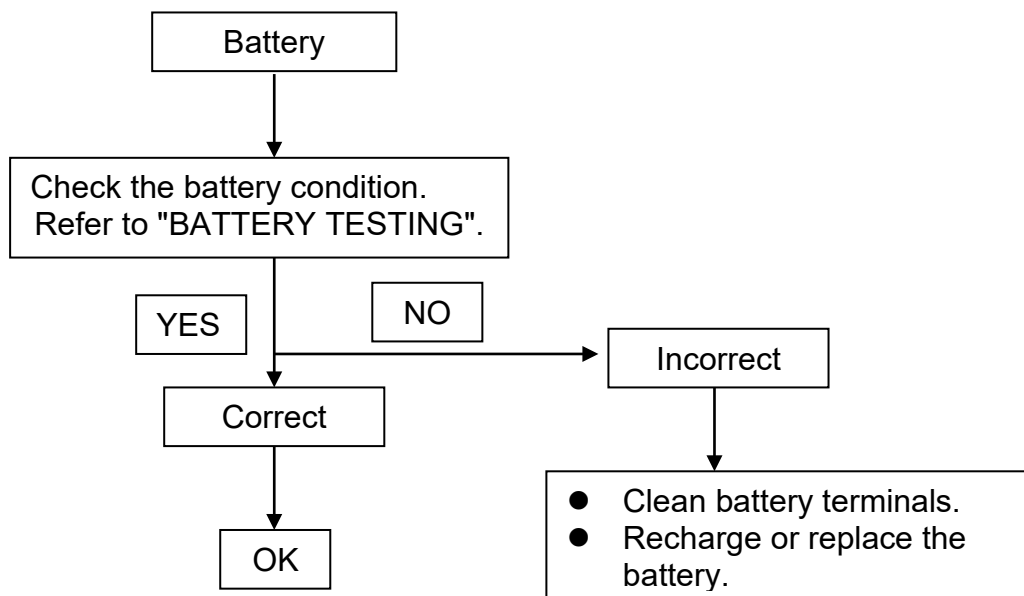 Battery
Check the battery condition.
Refer to "BATTERY TESTING".
YES
NO
Incorrect
Correct
● Clean battery terminals.
● Recharge or replace the
battery.
OK